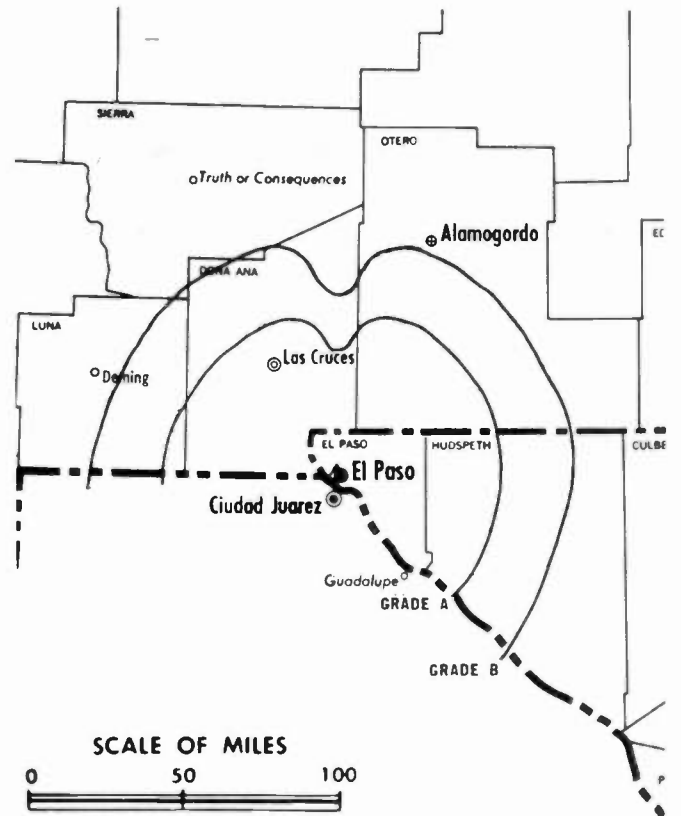 SIERRA
OTERO
Truth or Consequences
Alamogordo
ED
DONA ANA
LUNA
Las Cruces
Deming
EL PASO
HUDSPETH
CULBE
El Paso
Ciudad Juarez
Guadalupe
GRADE A
GRADE B
SCALE OF MILES
0 50 100
P